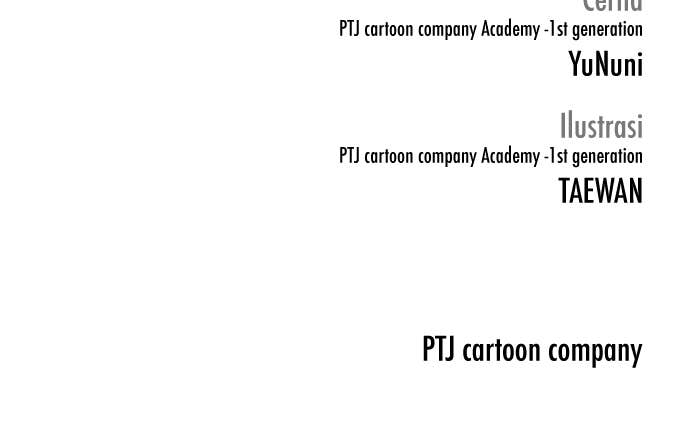 PTJ cartoon company Academy -1st generation
YuNuni
Ilustrasi
PTJ cartoon company Academy -1st generation
TAEWAN
PTJ cartoon company